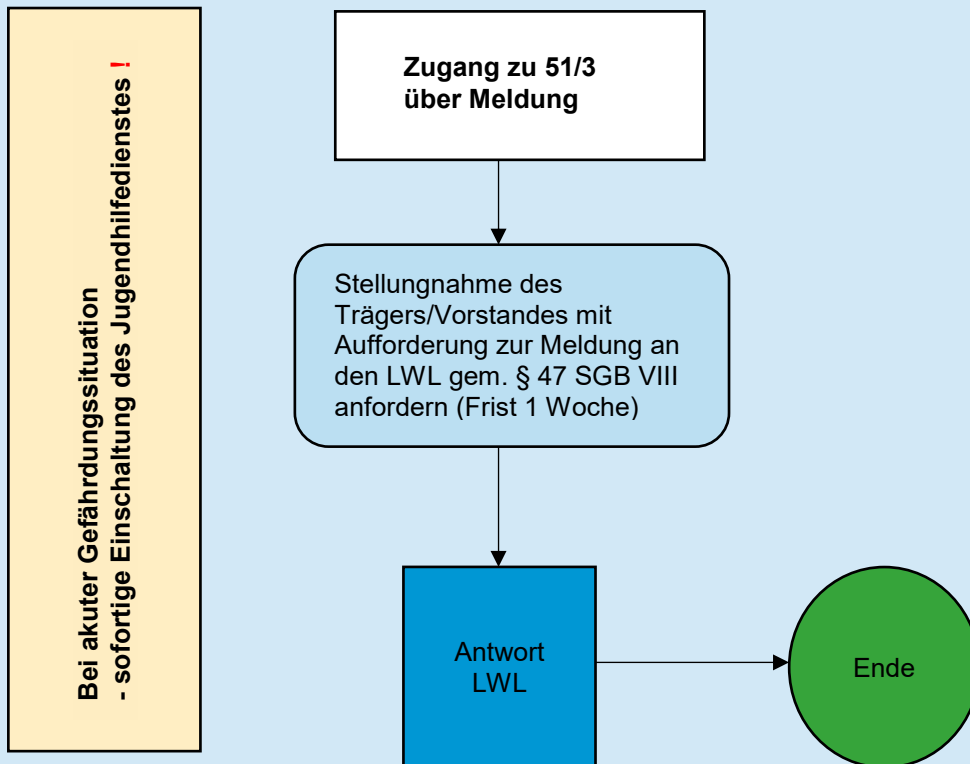 Bei akuter Gefährdungssituation
- sofortige Einschaltung des Jugendhilfedienstes !
Zugang zu 51/3
über Meldung
Stellungnahme des
Trägers/Vorstandes mit
Aufforderung zur Meldung an
den LWL gem. § 47 SGB VIII
anfordern (Frist 1 Woche)
Antwort
LWL
Ende